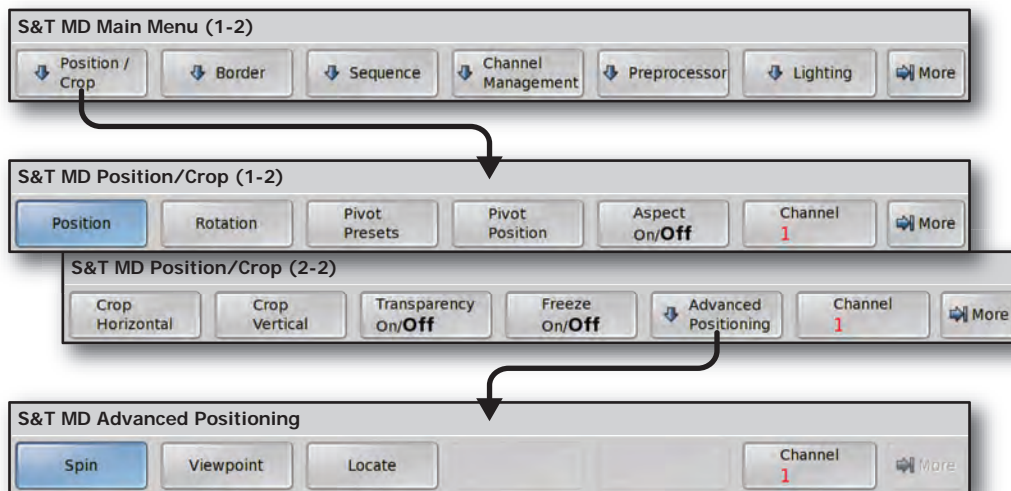 S&T MD Main Menu (1-2)
Position /
Crop
Border
Sequence
Channel
Management
Preprocessor
Lighting
More
S&T MD Position/Crop (1-2)
Position
Rotation
Pivot
Presets
Pivot
Position
Aspect
On/Off
Channel
1
More
S&T MD Position/Crop (2-2)
Crop
Horizontal
Crop
Vertical
Transparency
On/Off
Freeze
On/Off
Advanced
Positioning
Channel
1
More
S&T MD Advanced Positioning
Spin
Viewpoint
Locate
Channel
1
More